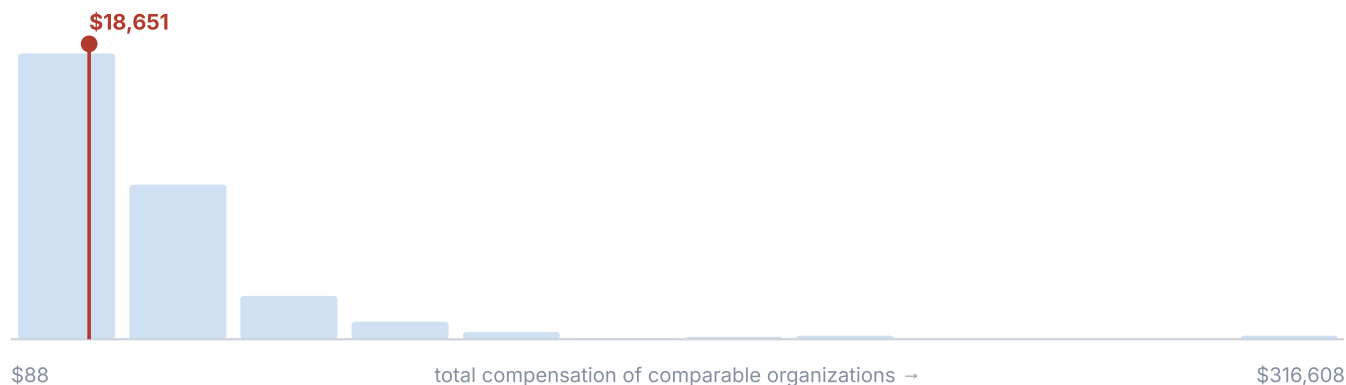 $18,651
$88
total compensation of comparable organizations →
$316,608